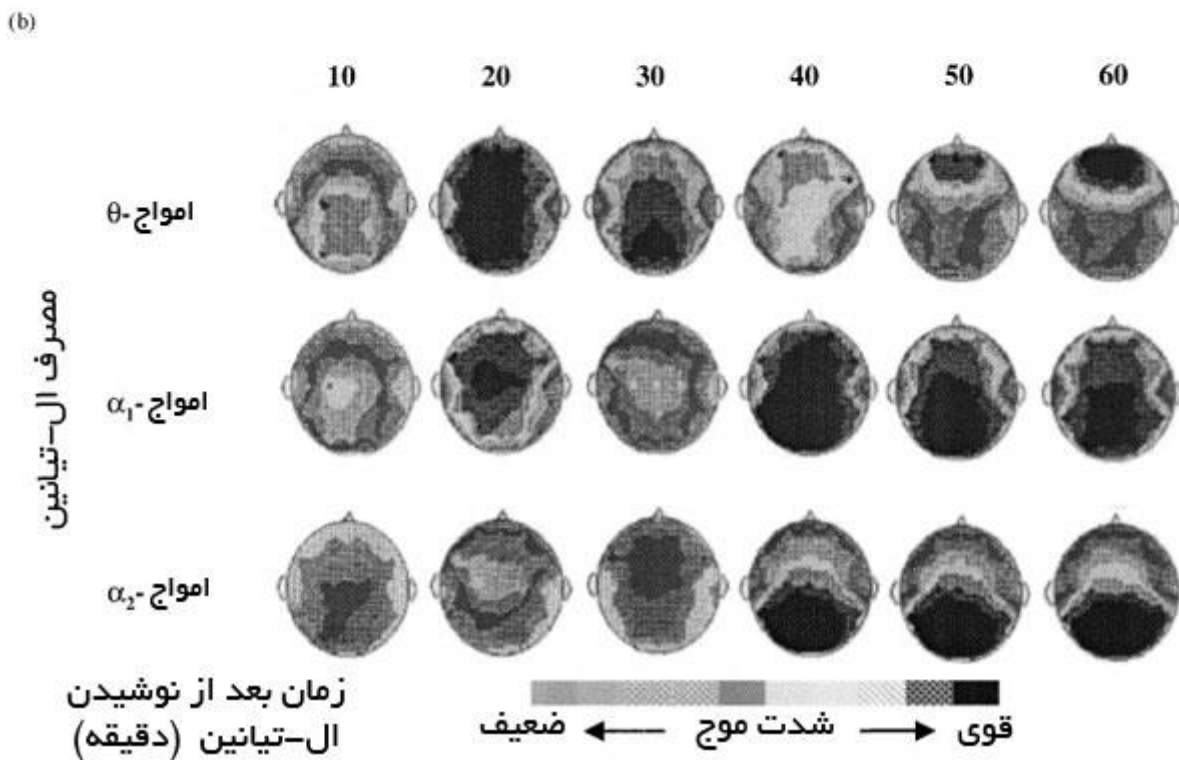 (b)
10 20 30 40 50 60
امواج-θ
امواج-α₁
امواج-α₂
مصرف ال-تیانین
زمان بعد از نوشیدن
ال-تیانین (دقیقه)
قوی شدت موج ضعیف